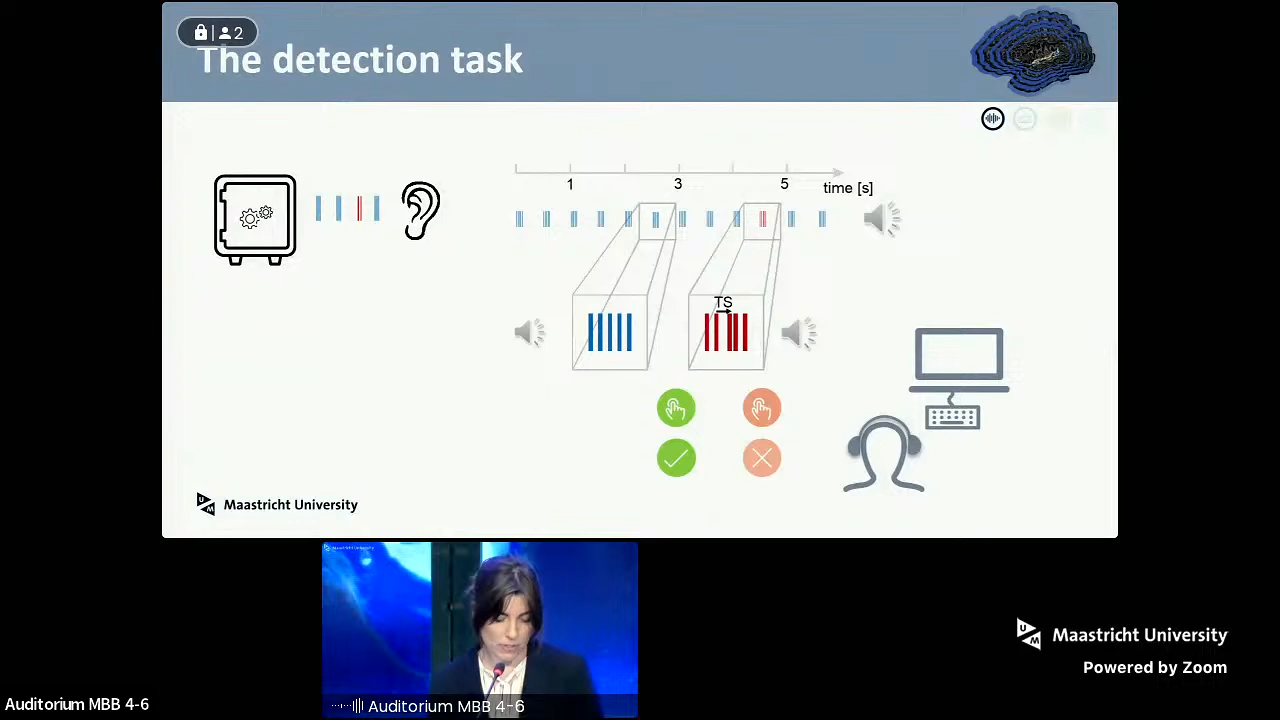 2
The detection task
1
3
5
time [s]
TS
Maastricht University
Maastricht University
Powered by Zoom
Auditorium MBB 4-6
Auditorium MBB 4-6